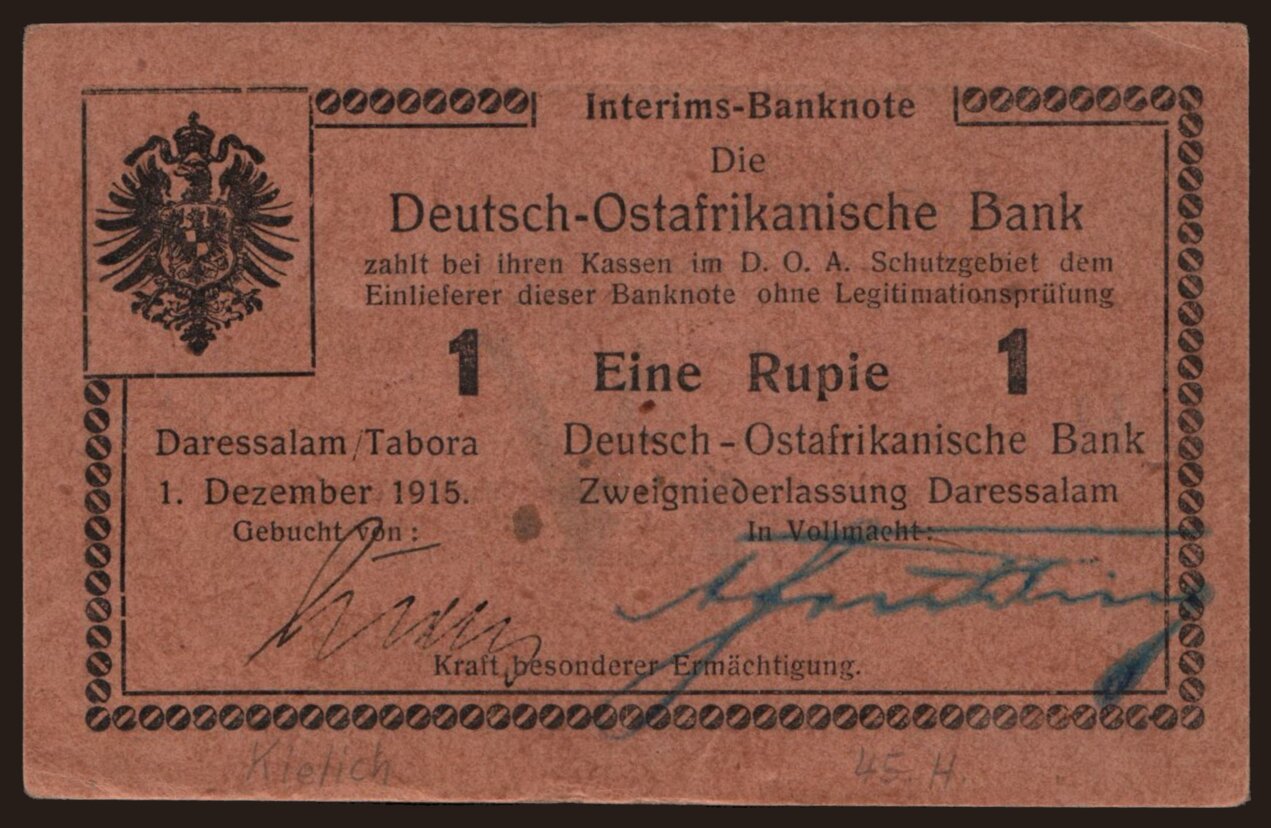 Interims-Banknote
Die
Deutsch-Ostafrikanische Bank
zahlt bei ihren Kassen im D. O. A. Schutzgebiet dem
Einlieferer dieser Banknote ohne Legitimationsprüfung
1 Eine Rupie 1
Daressalam/Tabora
1. Dezember 1915.
Gebucht von:
Deutsch-Ostafrikanische Bank
Zweigniederlassung Daressalam
In Vollmacht:
Kraft besonderer Ermächtigung.
45. H.